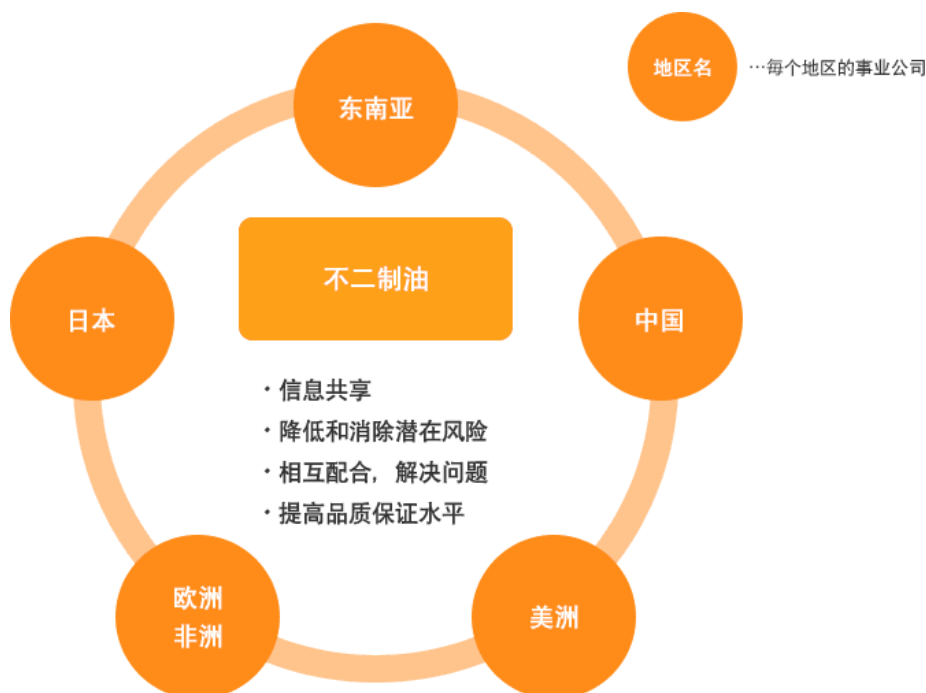 地区名
…每个地区的事业公司
东南亚
不二制油
日本
中国
・信息共享
・降低和消除潜在风险
・相互配合，解决问题
・提高品质保证水平
欧洲
非洲
美洲